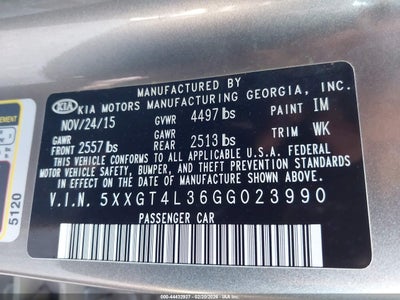 MANUFACTURED BY
KIA KIA MOTORS MANUFACTURING GEORGIA, INC.
NOV/24/15 GVWR 4497 lbs PAINT IM
GAWR FRONT 2557 lbs GAWR REAR 2513 lbs TRIM WK
THIS VEHICLE CONFORMS TO ALL APPLICABLE U.S.A. FEDERAL
MOTOR VEHICLE SAFETY, BUMPER, AND THEFT PREVENTION STANDARDS
IN EFFECT ON THE DATE OF MANUFACTURE SHOWN ABOVE.
V.I.N. 5XXGT4L36GG023990
PASSENGER CAR
5120